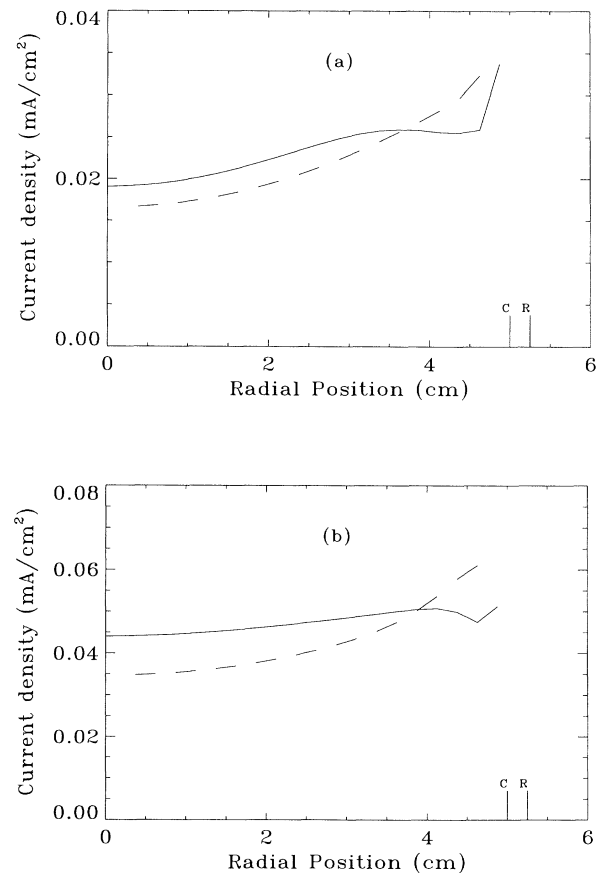 0.04
(a)
Current density (mA/cm²)
0.02
C R
0.00
0 2 4 6
Radial Position (cm)
0.08
(b)
0.06
Current density (mA/cm²)
0.04
0.02
C R
0.00
0 2 4 6
Radial Position (cm)